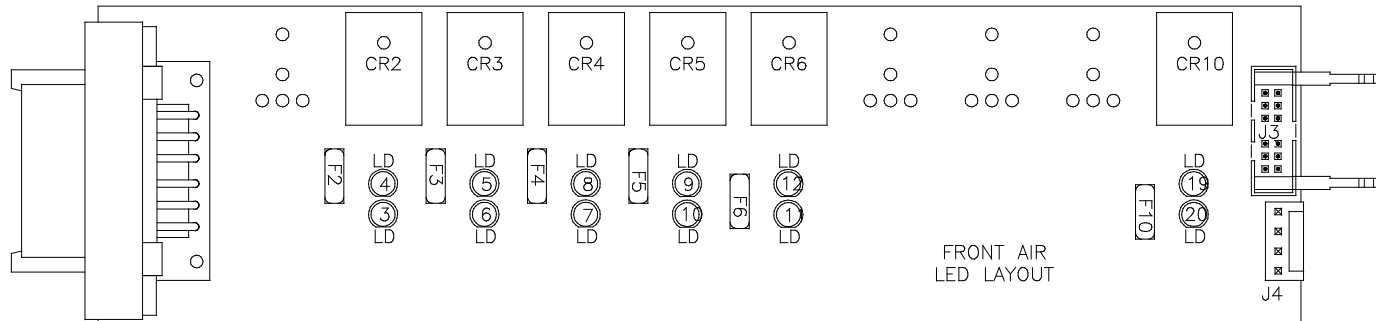 CR2 CR3 CR4 CR5 CR6 CR10
J3
LD LD LD LD LD LD
F2 F3 F4 F5
4 5 8 9 12 19
F6 F10
3 6 7 10 1 20
LD LD LD LD LD LD
FRONT AIR
LED LAYOUT
J4